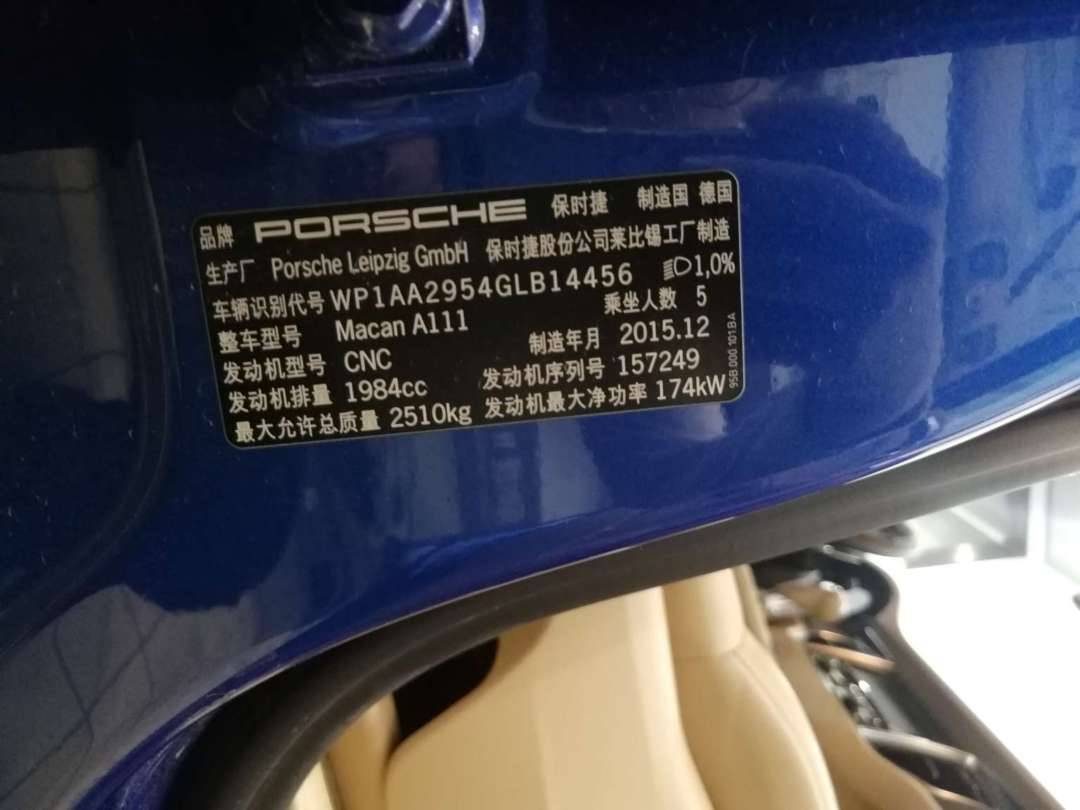 品牌 PORSCHE 保时捷 制造国 德国
生产厂 Porsche Leipzig GmbH 保时捷股份公司莱比锡工厂制造
车辆识别代号 WP1AA2954GLB14456 1,0%
整车型号 Macan A111 乘坐人数 5
发动机型号 CNC 制造年月 2015.12
发动机排量 1984cc 发动机序列号 157249
最大允许总质量 2510kg 发动机最大净功率 174kW
95B.000.101.BA